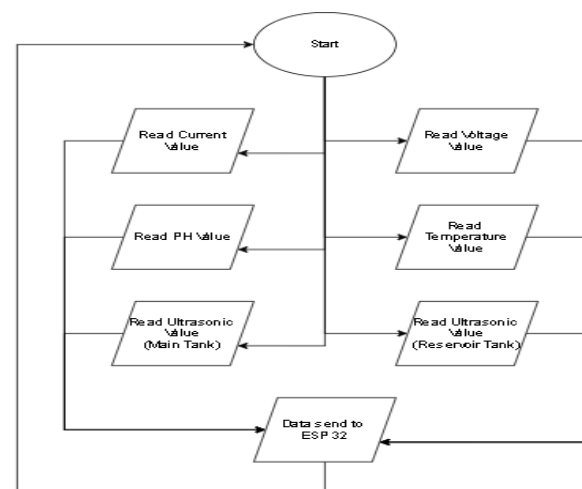 Start
Read Current
Value
Read Voltage
Value
Read PH Value
Read
Temperature
Value
Read Ultrasonic
Value
(Main Tank)
Read Ultrasonic
Value
(Reservoir Tank)
Data send to
ESP 32